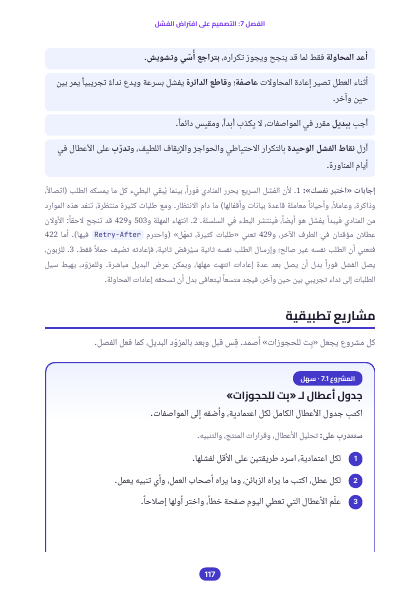 الفصل 7: التصميم على افتراض الفشل
أعد المحاولة فقط لما قد ينجح ويجوز تكراره، بتراجع أُسّي وتشويش.
أثناء العطل تصير إعادة المحاولات عاصفة؛ وقاطع الدائرة يفشل بسرعة ويدع نداءً تجريبياً يمر بين
حين وآخر.
أجب ببديل مقرر في المواصفات، لا يكذب أبداً، ومقيس دائماً.
أزل نقاط الفشل الوحيدة بالتكرار الاحتياطي والحواجز والإيقاف اللطيف، وتدرّب على الأعطال في
أيام المناورة.
إجابات «اختبر نفسك»: 1. لأن الفشل السريع يحرر المنادي فوراً، بينما يُبقي البطيء كل ما يمسكه الطلب (اتصالاً،
وذاكرة، وعاملاً، وأحياناً معاملة قاعدة بيانات وأقفالها) ما دام الانتظار. ومع طلبات كثيرة منتظرة، تنفد هذه الموارد
من المنادي فيبدأ يفشل هو أيضاً، فينتشر البطء في السلسلة. 2. انتهاء المهلة و503 و429 قد تنجح لاحقاً: الأولان
عطلان مؤقتان في الطرف الآخر، و429 تعني «طلبات كثيرة، تمهّل» (واحترم Retry-After فيها). أما 422
فتعني أن الطلب نفسه غير صالح؛ وإرسال الطلب نفسه ثانية سيُرفض ثانية، فإعادته تضيف حملاً فقط. 3. للزبون،
يصل الفشل فوراً بدل أن يصل بعد عدة إعادات انتهت مهلها، ويمكن عرض البديل مباشرة. وللمزوّد، يهبط سيل
الطلبات إلى نداء تجريبي بين حين وآخر، فيجد متسعاً ليتعافى بدل أن تسحقه إعادات المحاولة.
مشاريع تطبيقية
كل مشروع يجعل «بِت للحجوزات» أصمد. قِس قبل وبعد بالمزوّد البديل، كما فعل الفصل.
المشروع 7.1 · سهل
جدول أعطال لـ «بِت للحجوزات»
اكتب جدول الأعطال الكامل لكل اعتمادية، وأضفه إلى المواصفات.
ستتدرب على: تحليل الأعطال، وقرارات المنتج، والتنبيه.
1 لكل اعتمادية، اسرد طريقتين على الأقل لفشلها.
2 لكل عطل، اكتب ما يراه الزبائن، وما يراه أصحاب العمل، وأي تنبيه يعمل.
3 علّم الأعطال التي تعطي اليوم صفحة خطأ، واختر أولها إصلاحاً.
117